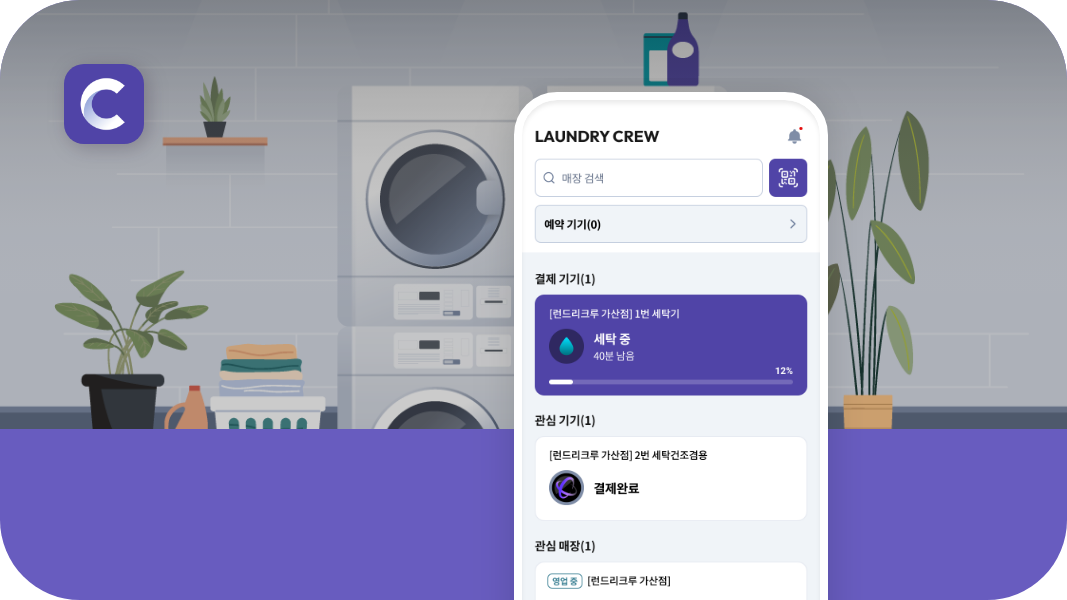 LAUNDRY CREW
매장 검색
예약 기기(0)
결제 기기(1)
[런드리크루 가산점] 1번 세탁기
세탁 중
40분 남음
12%
관심 기기(1)
[런드리크루 가산점] 2번 세탁건조겸용
결제완료
관심 매장(1)
영업 중 [런드리크루 가산점]